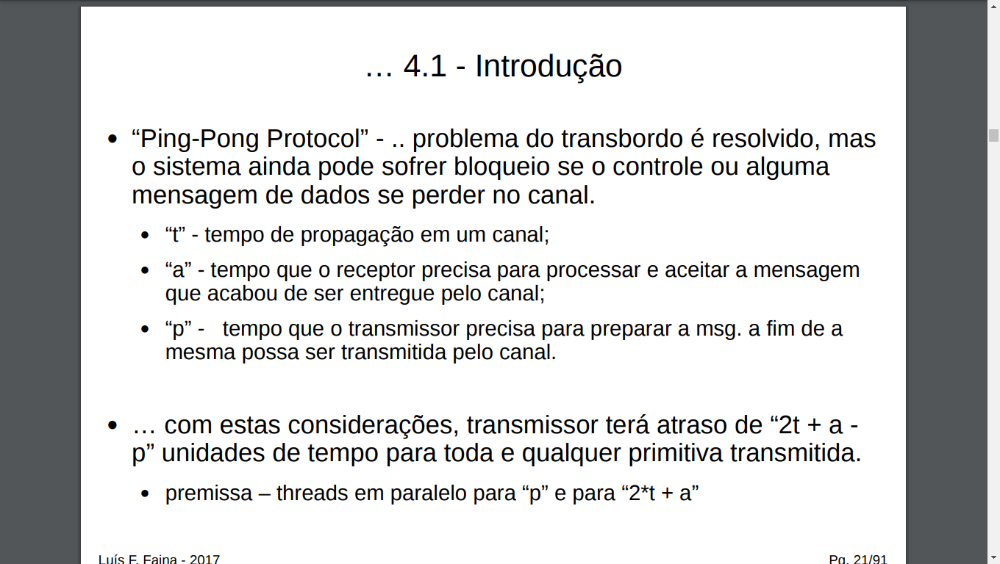 … 4.1 - Introdução
• “Ping-Pong Protocol” - .. problema do transbordo é resolvido, mas
o sistema ainda pode sofrer bloqueio se o controle ou alguma
mensagem de dados se perder no canal.
• “t” - tempo de propagação em um canal;
• “a” - tempo que o receptor precisa para processar e aceitar a mensagem
que acabou de ser entregue pelo canal;
• “p” - tempo que o transmissor precisa para preparar a msg. a fim de a
mesma possa ser transmitida pelo canal.
• … com estas considerações, transmissor terá atraso de “2t + a -
p” unidades de tempo para toda e qualquer primitiva transmitida.
• premissa – threads em paralelo para “p” e para “2*t + a”
Luís F. Faina - 2017
Pg. 21/91